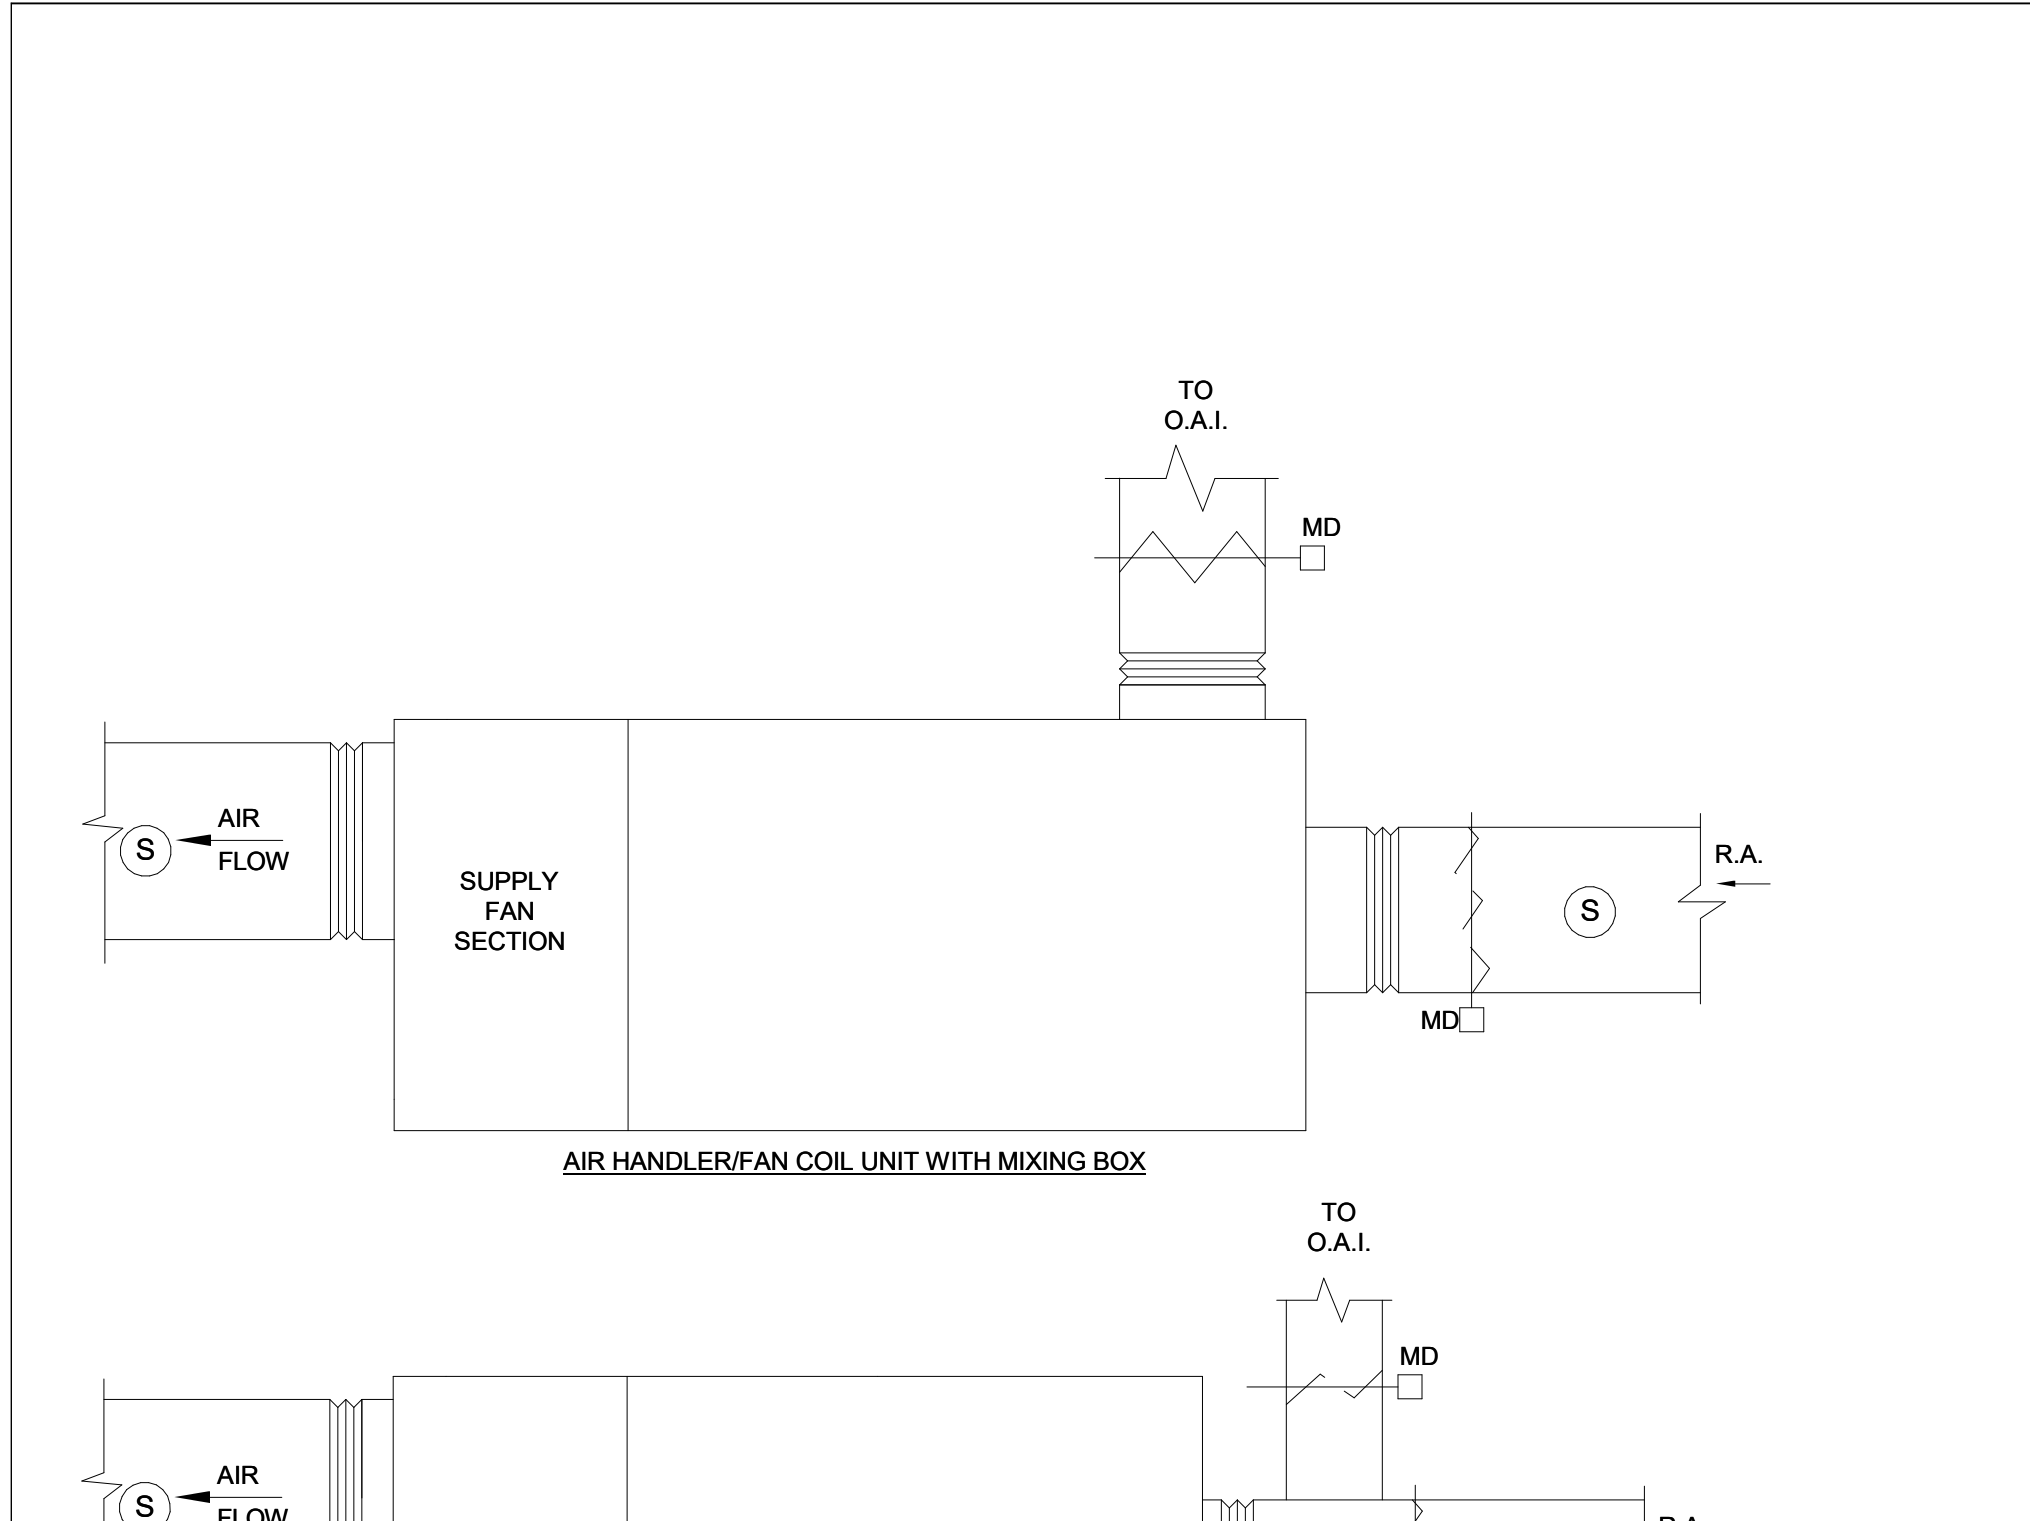 TO
O.A.I.
MD
AIR
FLOW
S
SUPPLY
FAN
SECTION
R.A.
S
MD
AIR HANDLER/FAN COIL UNIT WITH MIXING BOX
TO
O.A.I.
MD
AIR
FLOW
S
R.A.